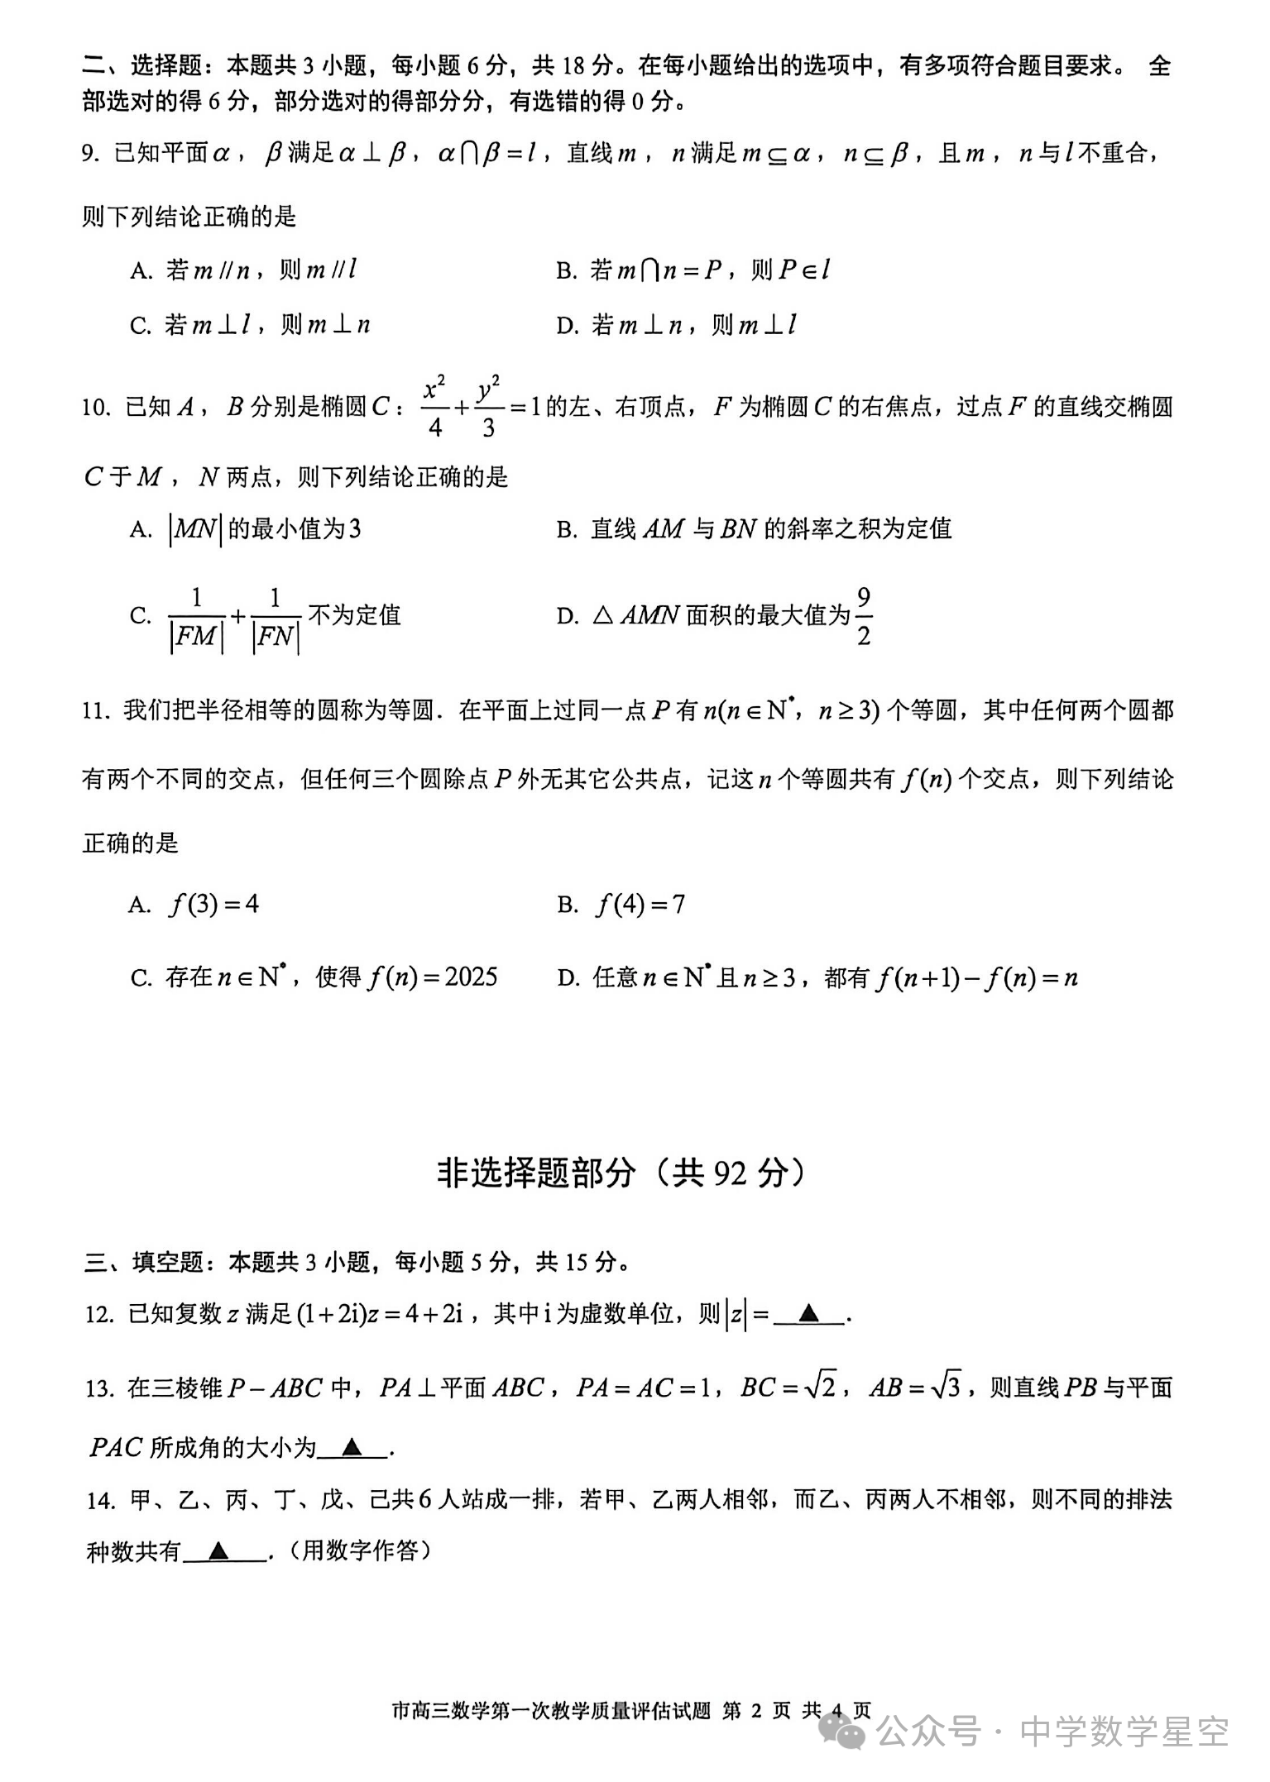 二、选择题：本题共 3 小题，每小题 6 分，共 18 分。在每小题给出的选项中，有多项符合题目要求。 全
部选对的得 6 分，部分选对的得部分分，有选错的得 0 分。
9. 已知平面α，β满足α⊥β，α∩β=l，直线m，n满足m⊆α，n⊆β，且m，n与l不重合，
则下列结论正确的是
A. 若m//n，则m//l B. 若m∩n=P，则P∈l
C. 若m⊥l，则m⊥n D. 若m⊥n，则m⊥l
10. 已知A，B分别是椭圆C：x²/4+y²/3=1的左、右顶点，F为椭圆C的右焦点，过点F的直线交椭圆
C于M，N两点，则下列结论正确的是
A. |MN|的最小值为3 B. 直线AM与BN的斜率之积为定值
C. 1/|FM|+1/|FN|不为定值 D. △AMN面积的最大值为9/2
11. 我们把半径相等的圆称为等圆．在平面上过同一点P有n(n∈N*，n≥3)个等圆，其中任何两个圆都
有两个不同的交点，但任何三个圆除点P外无其它公共点，记这n个等圆共有f(n)个交点，则下列结论
正确的是
A. f(3)=4 B. f(4)=7
C. 存在n∈N*，使得f(n)=2025 D. 任意n∈N*且n≥3，都有f(n+1)-f(n)=n
非选择题部分（共 92 分）
三、填空题：本题共 3 小题，每小题 5 分，共 15 分。
12. 已知复数z满足(1+2i)z=4+2i，其中i为虚数单位，则|z|=__▲__.
13. 在三棱锥P-ABC中，PA⊥平面ABC，PA=AC=1，BC=√2，AB=√3，则直线PB与平面
PAC所成角的大小为__▲__.
14. 甲、乙、丙、丁、戊、己共6人站成一排，若甲、乙两人相邻，而乙、丙两人不相邻，则不同的排法
种数共有__▲__.（用数字作答）
市高三数学第一次教学质量评估试题 第 2 页 共 4 页
公众号·中学数学星空